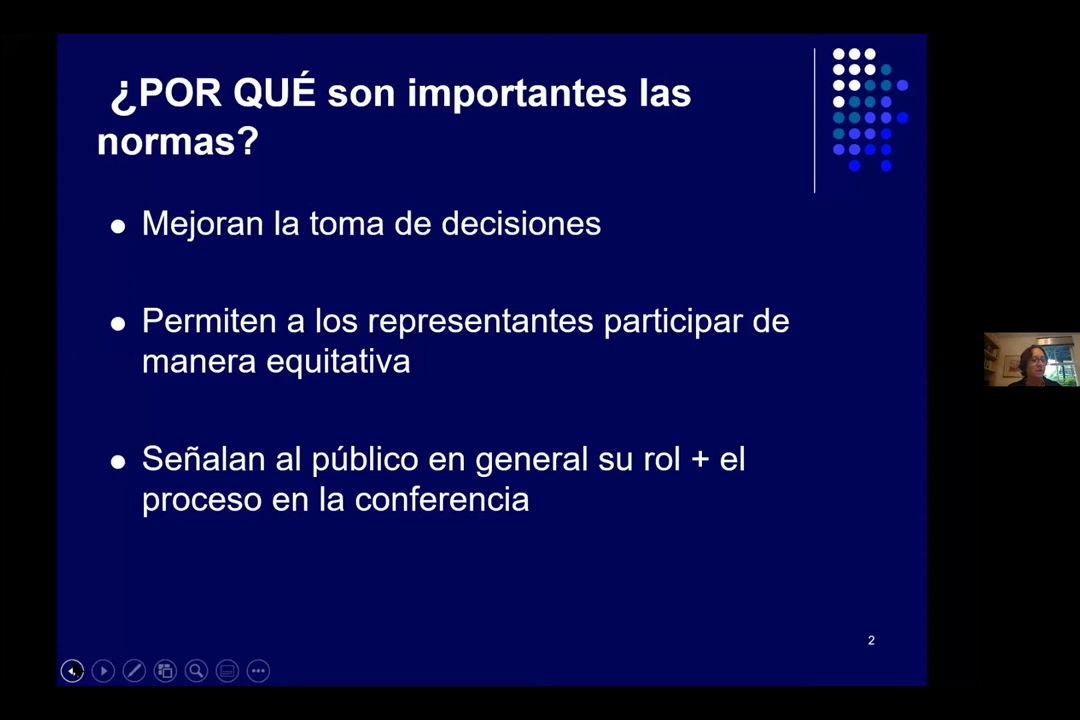 ¿POR QUÉ son importantes las
normas?
● Mejoran la toma de decisiones
● Permiten a los representantes participar de
manera equitativa
● Señalan al público en general su rol + el
proceso en la conferencia
2